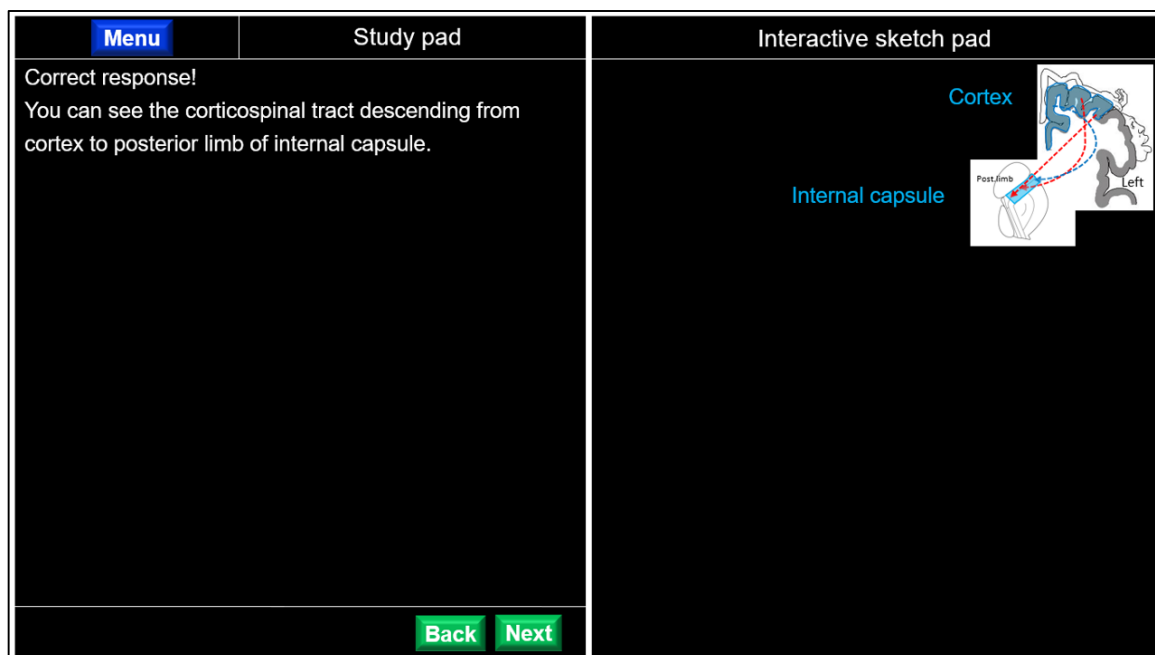 Menu
Study pad
Interactive sketch pad
Correct response!
You can see the corticospinal tract descending from
cortex to posterior limb of internal capsule.
Cortex
Post limb
Left
Internal capsule
Back
Next